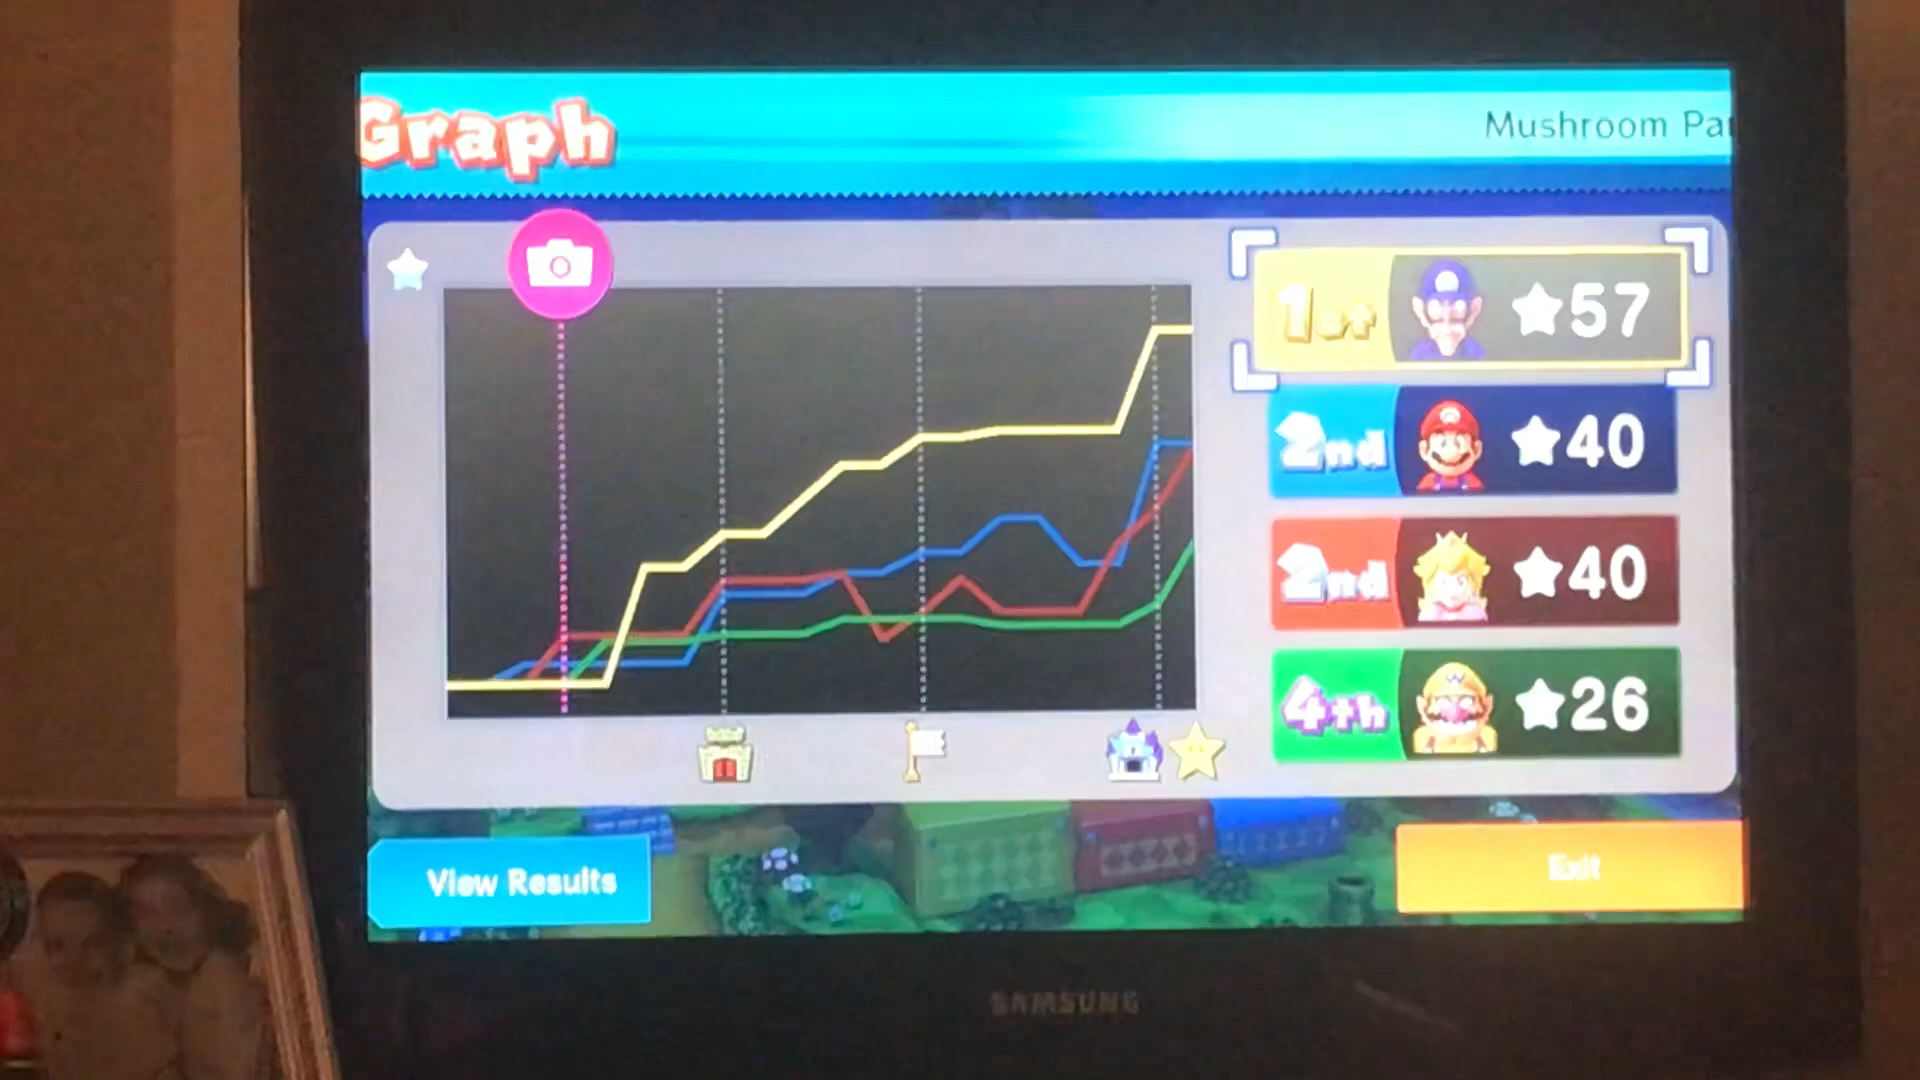 Graph
Mushroom Pa
1st ★57
2nd ★40
2nd ★40
4th ★26
View Results
Exit
SAMSUNG